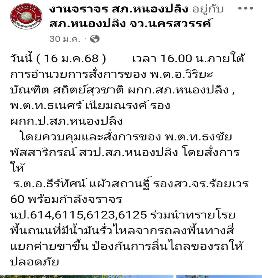 งานจราจร สภ.หนองปลิง อยู่กับ
สภ.หนองปลิง จว.นครสวรรค์
30 ม.ค.
วันนี้ ( 16 ม.ค.68 ) เวลา 16.00 น.ภายใต้
การอำนวยการสั่งการของ พ.ต.อ.วิริยะ
บัณฑิต สถิตย์สุขชาติ ผกก.สภ.หนองปลิง ,
พ.ต.ท.ธเนศร์ เนียมณรงค์ รอง
ผกก.ป.สภ.หนองปลิง
โดยควบคุมและสั่งการของ พ.ต.ท.ธงชัย
พัสสาริกรณ์ สวป.สภ.หนองปลิง โดยสั่งการ
ให้
ร.ต.อ.ธีร์ทัศน์ แผ้วสถานฐิ์ รองสว.จร.ร้อยเวร
60 พร้อมกำลังจราจร
นป.614,6115,6123,6125 ร่วมนำทรายโรย
พื้นถนนที่มีน้ำมันรั่วไหลจากรถลงพื้นทางสี่
แยกค่ายขาขึ้น ป้องกันการลื่นไถลของรถให้
ปลอดภัย